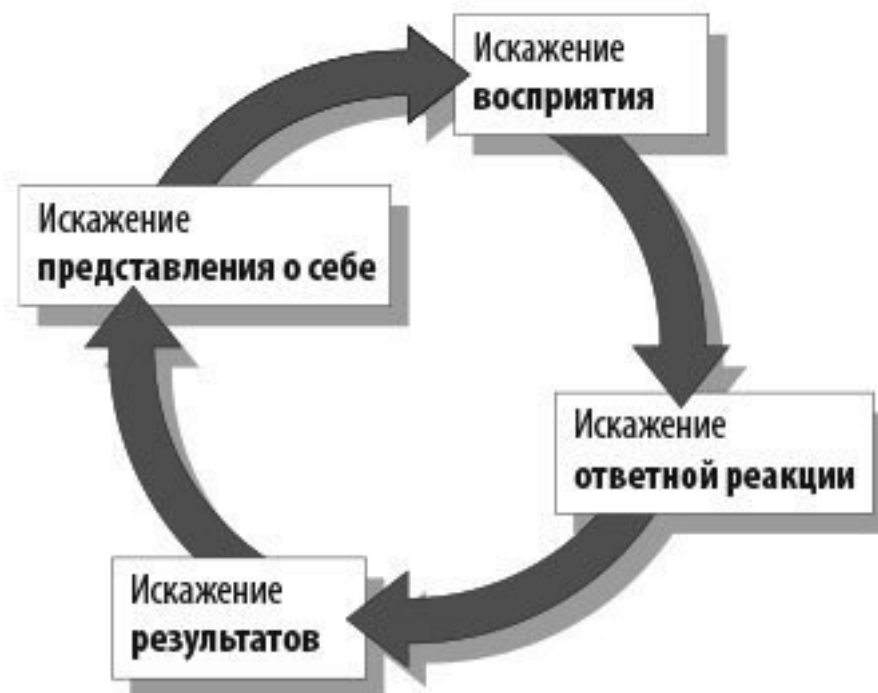 Искажение
восприятия
Искажение
представления о себе
Искажение
ответной реакции
Искажение
результатов